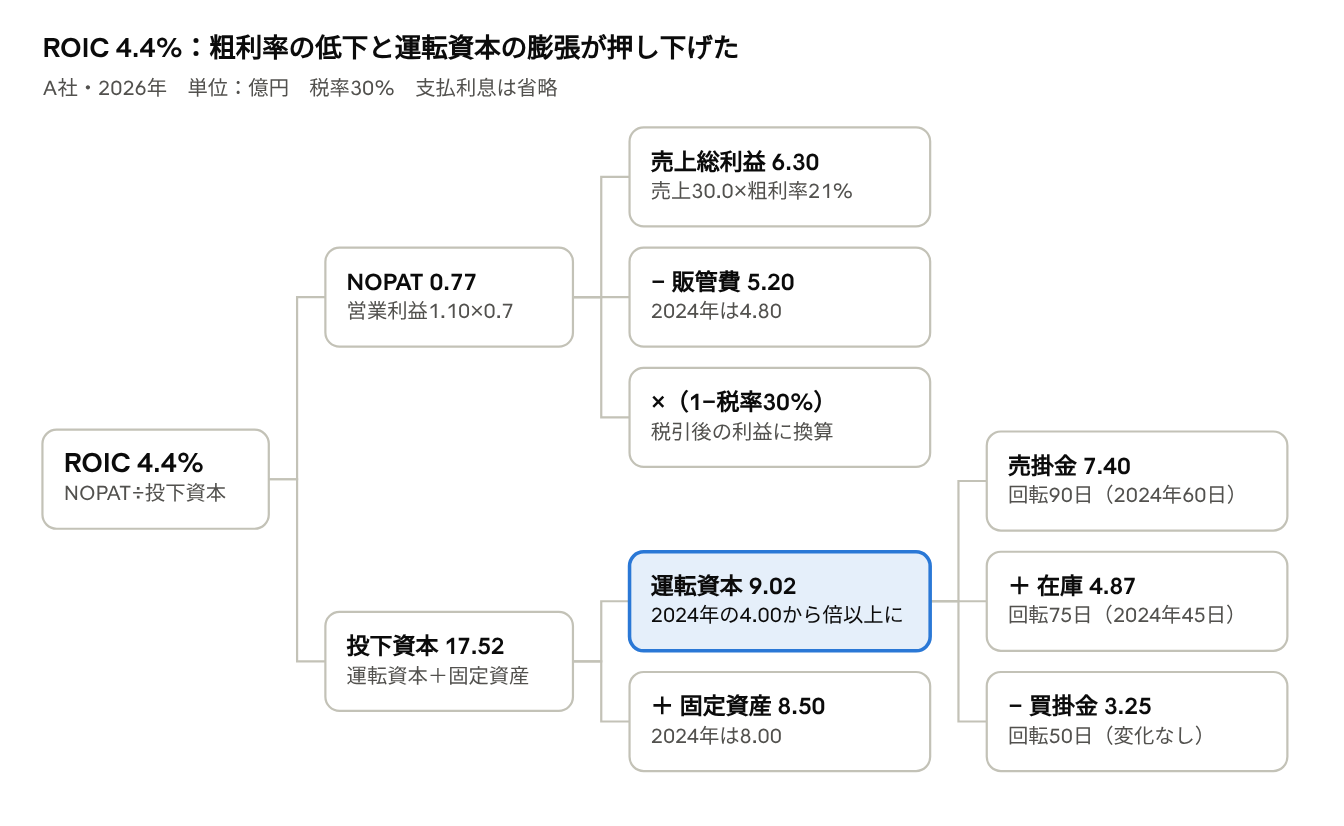 ROIC 4.4%：粗利率の低下と運転資本の膨張が押し下げた
A社・2026年　単位：億円　税率30%　支払利息は省略
ROIC 4.4%
NOPAT÷投下資本
NOPAT 0.77
営業利益1.10×0.7
売上総利益 6.30
売上30.0×粗利率21%
− 販管費 5.20
2024年は4.80
×（1−税率30%）
税引後の利益に換算
投下資本 17.52
運転資本＋固定資産
運転資本 9.02
2024年の4.00から倍以上に
＋ 固定資産 8.50
2024年は8.00
売掛金 7.40
回転90日（2024年60日）
＋ 在庫 4.87
回転75日（2024年45日）
− 買掛金 3.25
回転50日（変化なし）